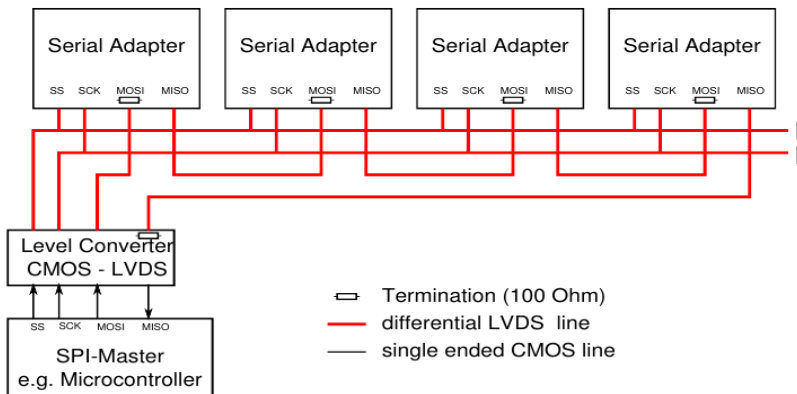 Serial Adapter
SS SCK MOSI MISO
Serial Adapter
SS SCK MOSI MISO
Serial Adapter
SS SCK MOSI MISO
Serial Adapter
SS SCK MOSI MISO
Level Converter
CMOS - LVDS
SS SCK MOSI MISO
SPI-Master
e.g. Microcontroller
Termination (100 Ohm)
differential LVDS line
single ended CMOS line